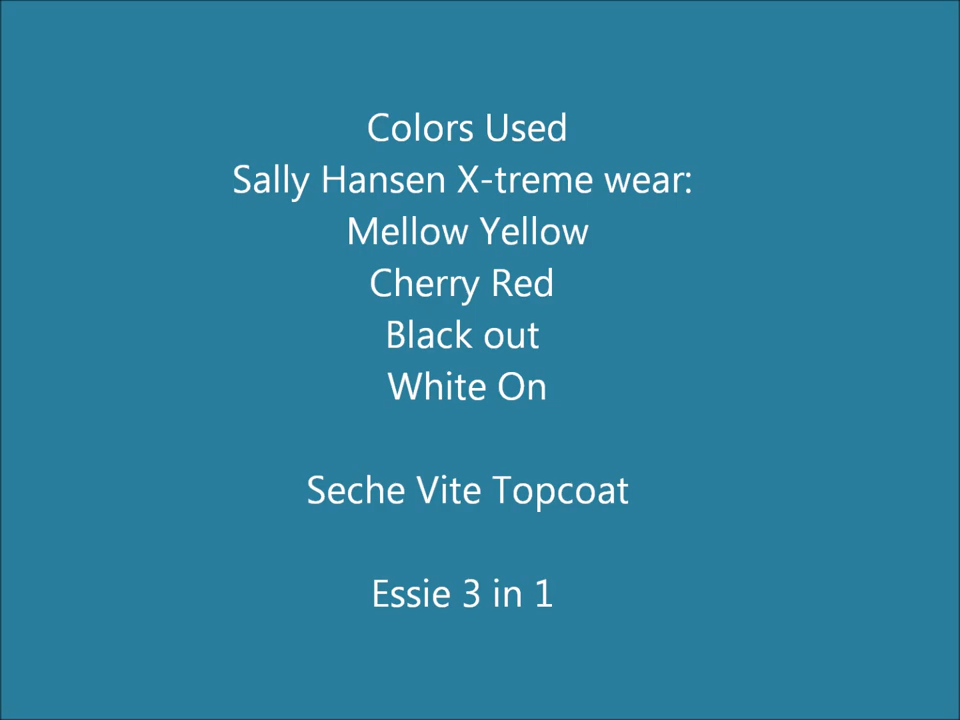 Colors Used
Sally Hansen X-treme wear:
Mellow Yellow
Cherry Red
Black out
White On
Seche Vite Topcoat
Essie 3 in 1